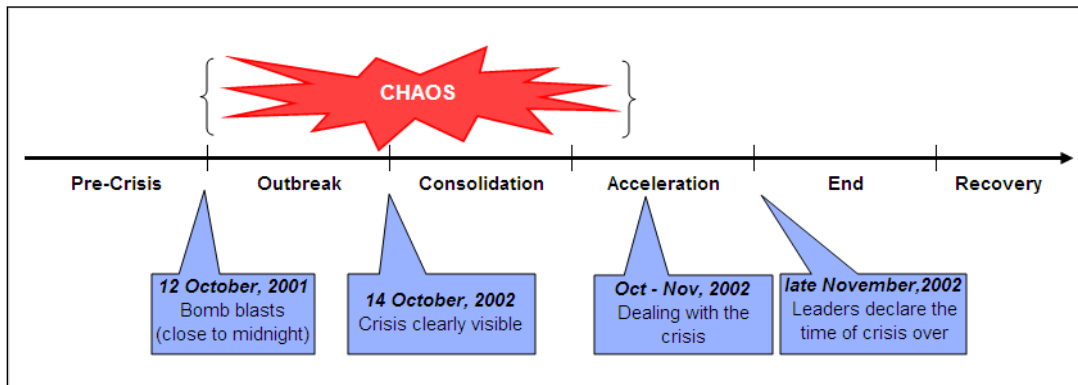 CHAOS
Pre-Crisis
Outbreak
Consolidation
Acceleration
End
Recovery
12 October, 2001
Bomb blasts
(close to midnight)
14 October, 2002
Crisis clearly visible
Oct - Nov, 2002
Dealing with the
crisis
late November,2002
Leaders declare the
time of crisis over